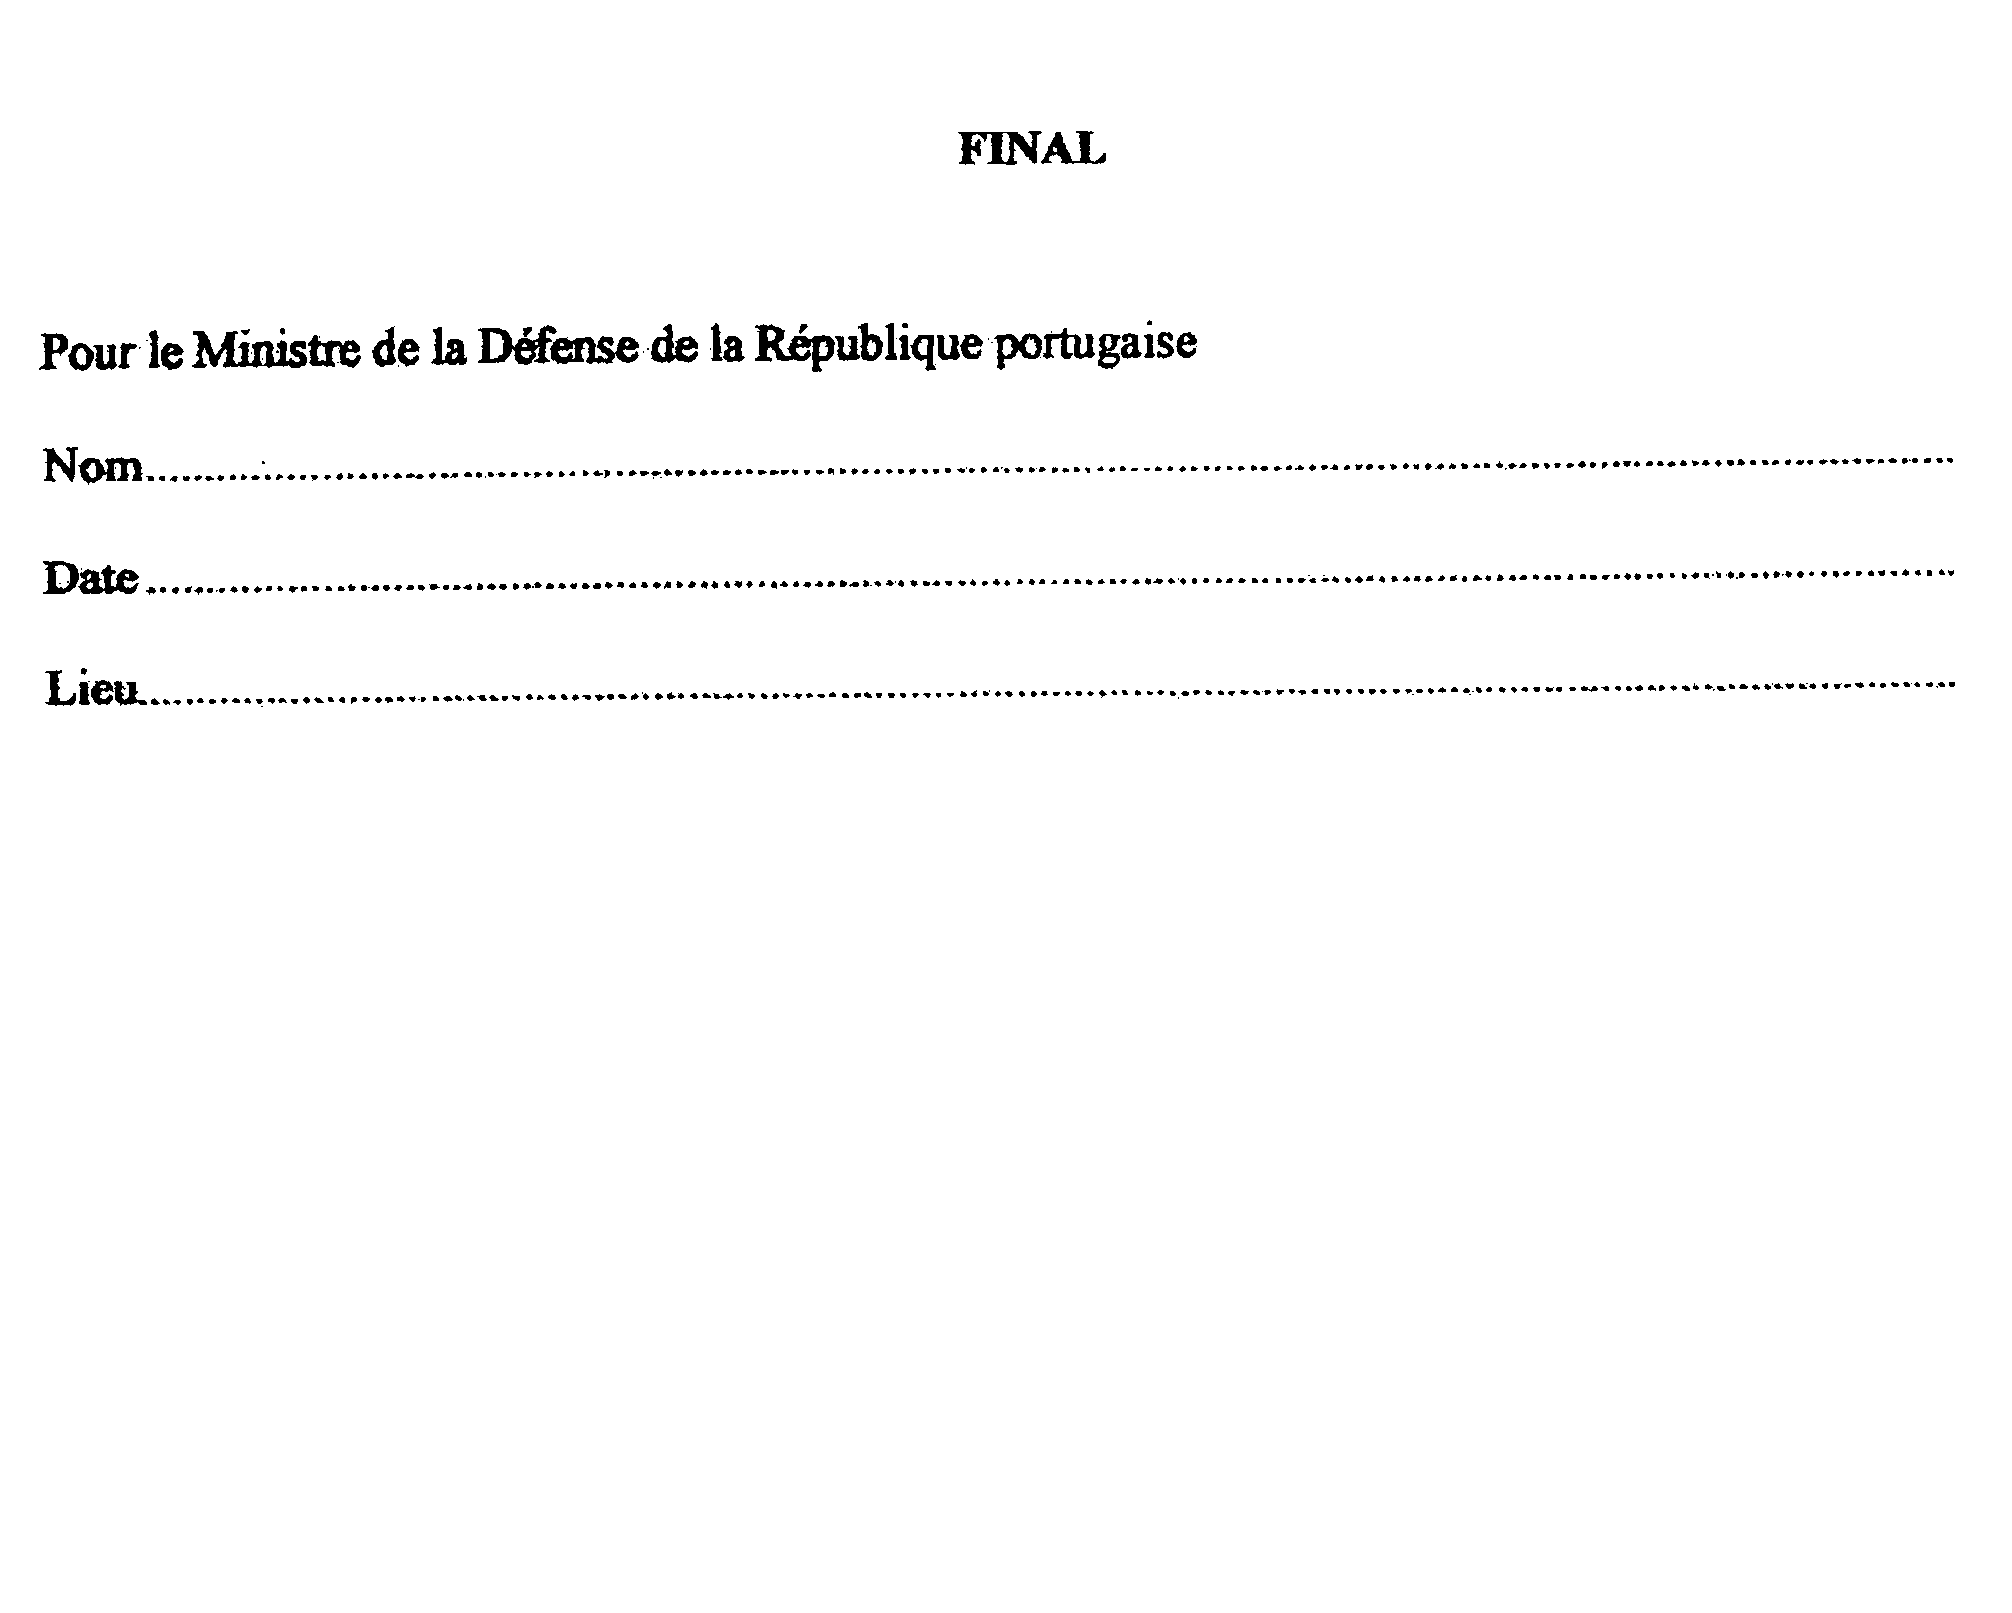 FINAL
Pour le Ministre de la Défense de la République portugaise
Nom
Date
Lieu